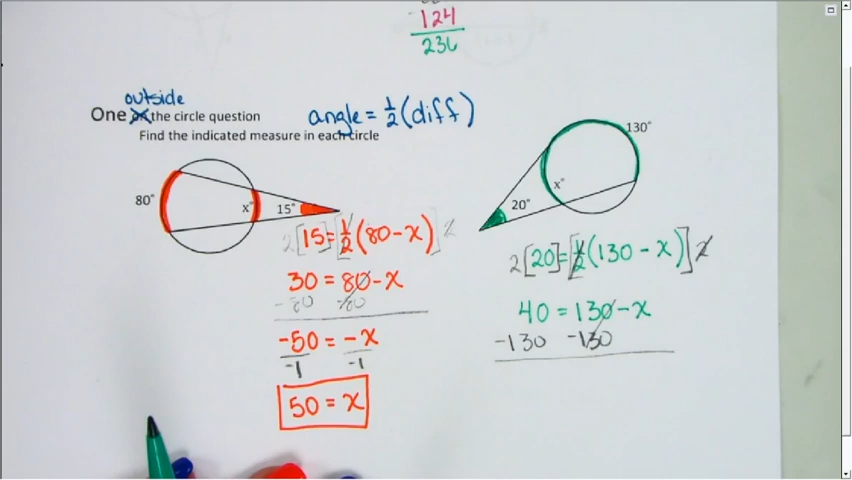 124
236
outside
One on the circle question
angle = ½(diff)
Find the indicated measure in each circle
80°
x°
15°
130°
x°
20°
2[15]=[½(80-x)]2
30 = 80-x
-80 -80
-50 = -x
-1 -1
50 = x
2[20]=[½(130-x)]2
40 = 130-x
-130 -130